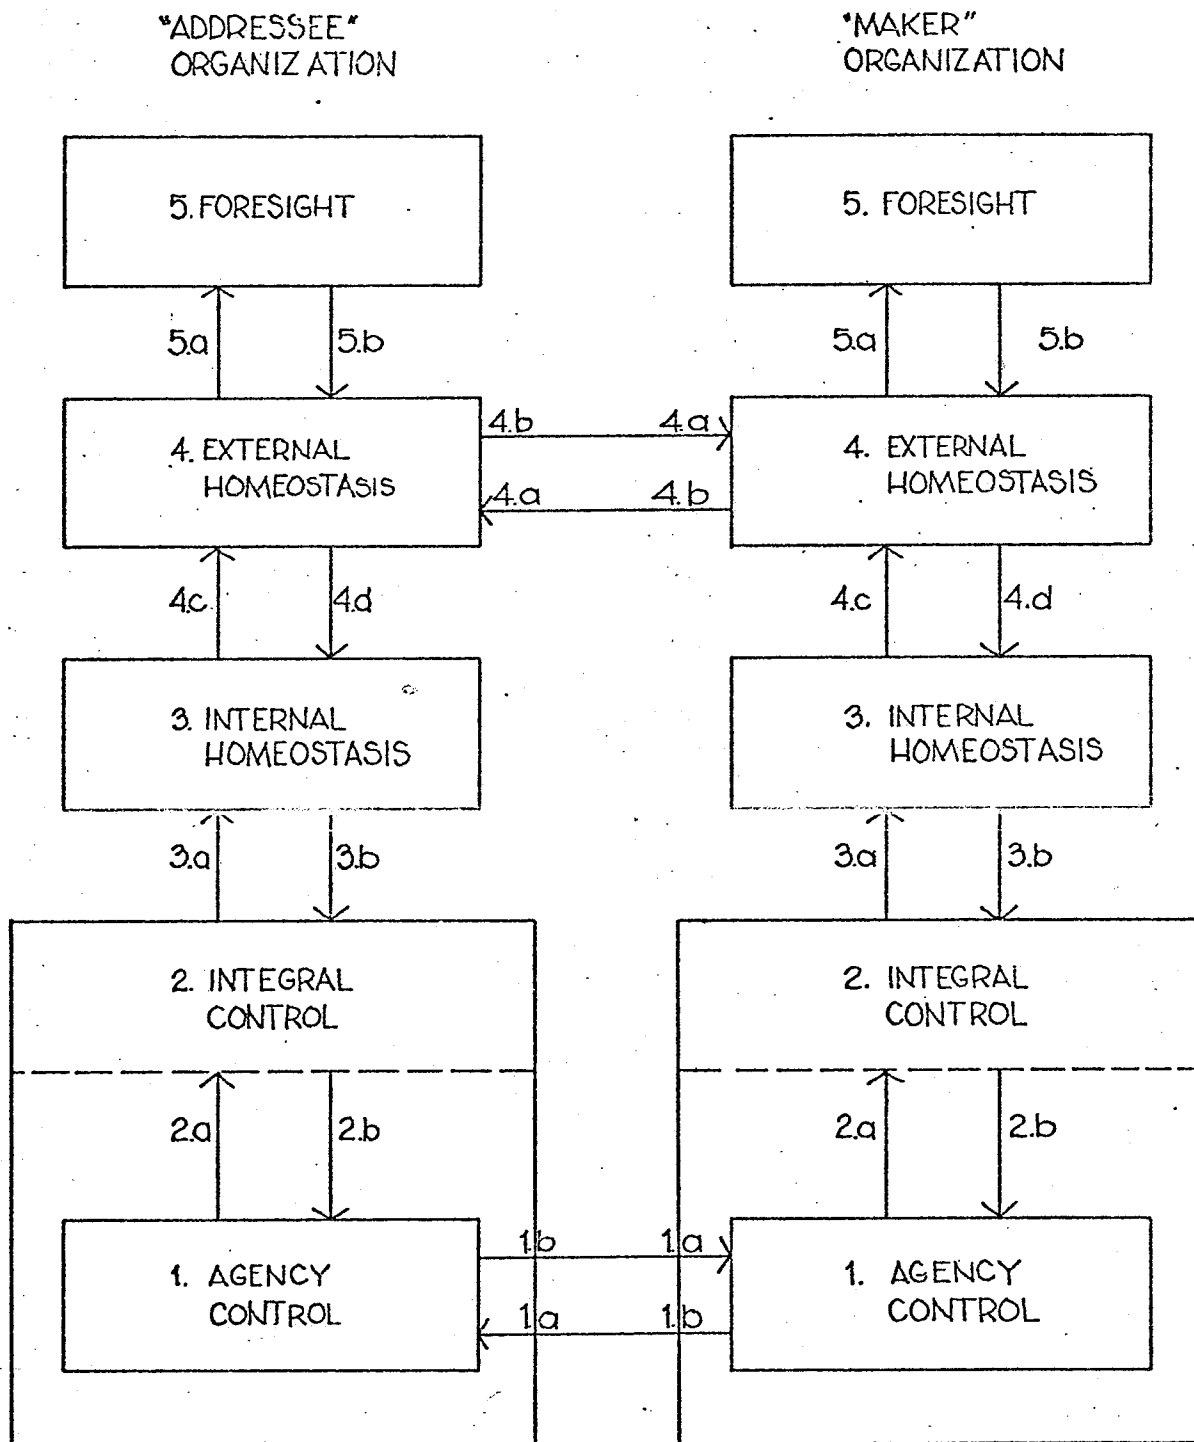 "ADDRESSEE" ORGANIZATION
"MAKER" ORGANIZATION
5. FORESIGHT
5. FORESIGHT
5.a
5.b
5.a
5.b
4. EXTERNAL
HOMEOSTASIS
4.b
4.a
4.a
4.b
4. EXTERNAL
HOMEOSTASIS
4.c
4.d
4.c
4.d
3. INTERNAL
HOMEOSTASIS
3. INTERNAL
HOMEOSTASIS
3.a
3.b
3.a
3.b
2. INTEGRAL
CONTROL
2. INTEGRAL
CONTROL
2.a
2.b
2.a
2.b
1. AGENCY
CONTROL
1.b
1.a
1.a
1.b
1. AGENCY
CONTROL